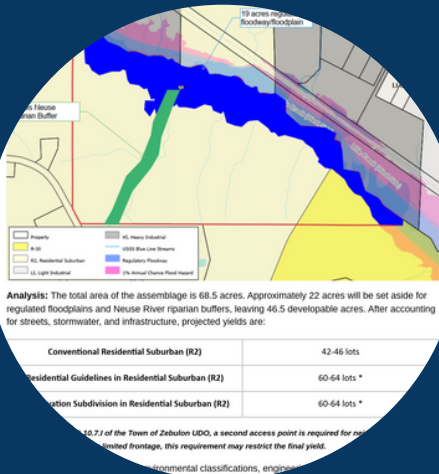 19 acres
floodway/floodplain
Neuse
Buffer
Property
R-30
R2, Residential Suburban
LI, Light Industrial
HI, Heavy Industrial
USGS Blue Line Streams
Regulatory Floodway
1% Annual Chance Flood Hazard
Analysis: The total area of the assemblage is 68.5 acres. Approximately 22 acres will be set aside for
regulated floodplains and Neuse River riparian buffers, leaving 46.5 developable acres. After accounting
for streets, stormwater, and infrastructure, projected yields are:
Conventional Residential Suburban (R2)
42-46 lots
Residential Guidelines in Residential Suburban (R2)
60-64 lots *
Subdivision in Residential Suburban (R2)
60-64 lots *
10.7.I of the Town of Zebulon UDO, a second access point is required for
limited frontage, this requirement may restrict the final yield.
environmental classifications,